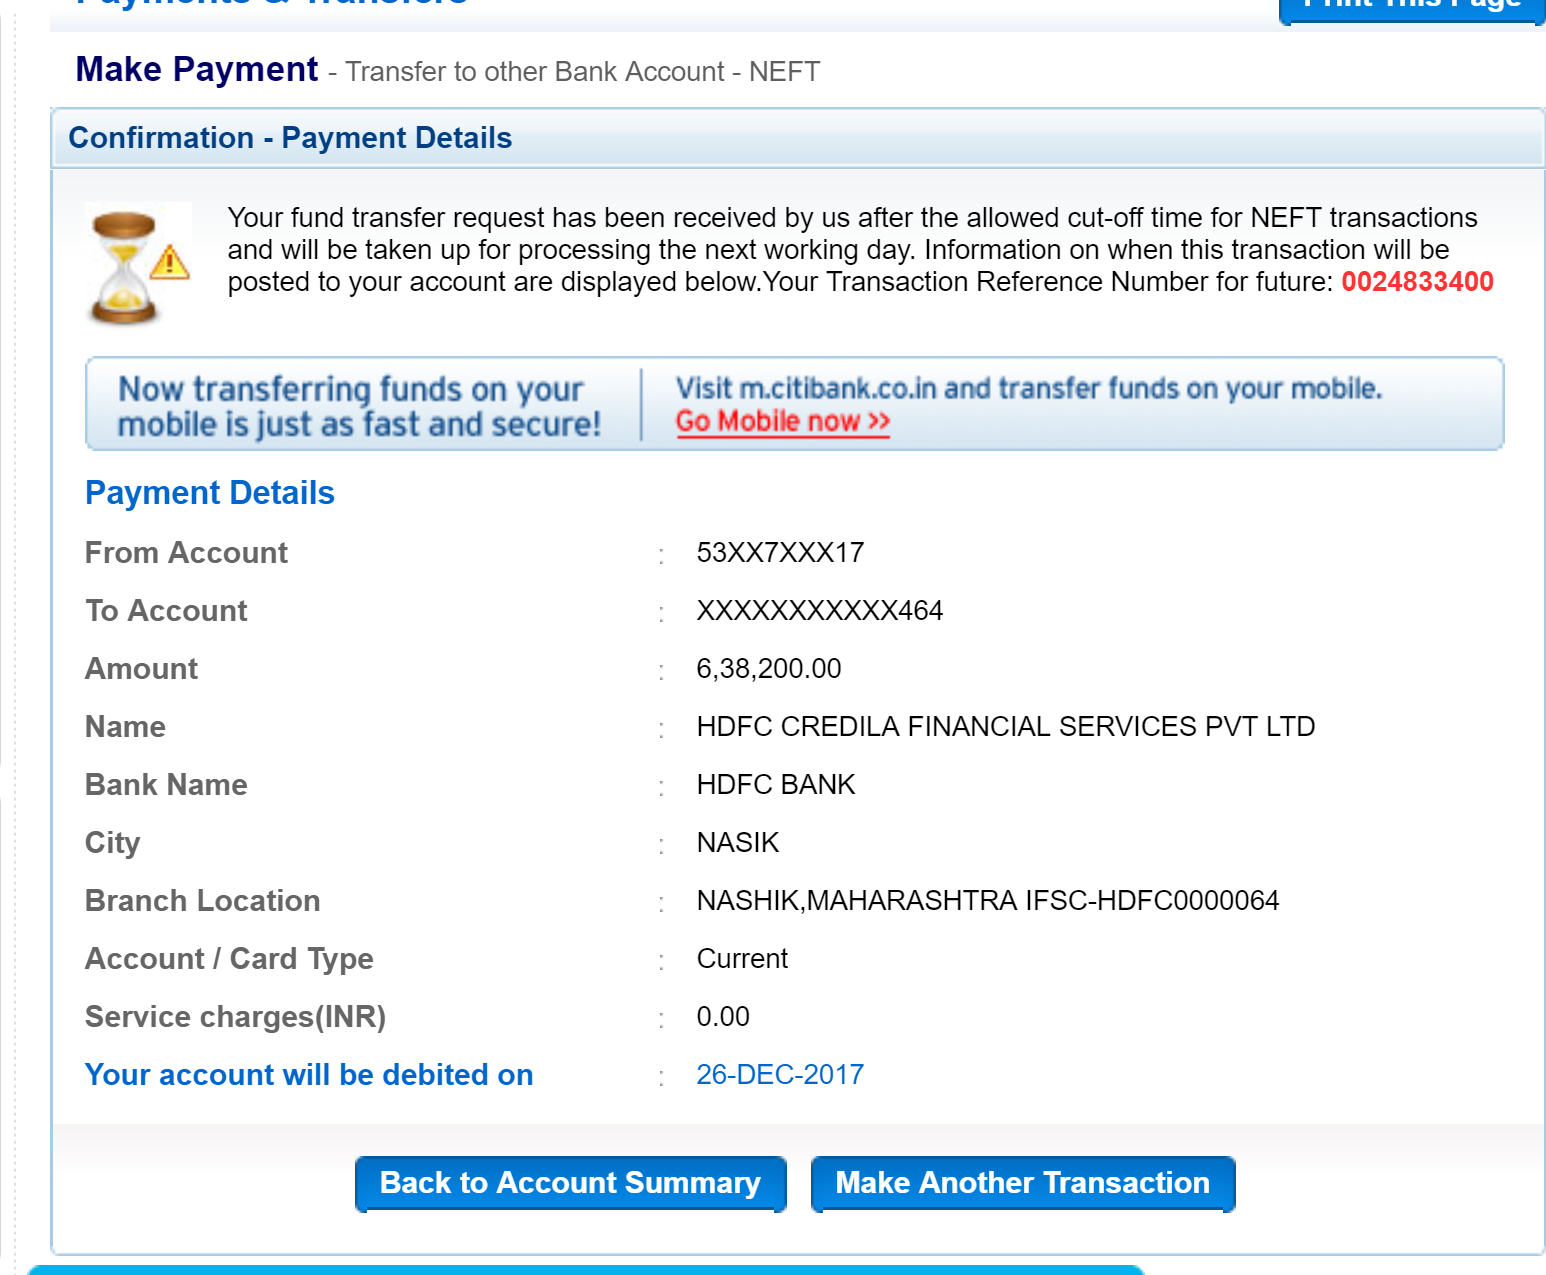 Payments & Transfers
Print This Page
Make Payment - Transfer to other Bank Account - NEFT
Confirmation - Payment Details
Your fund transfer request has been received by us after the allowed cut-off time for NEFT transactions
and will be taken up for processing the next working day. Information on when this transaction will be
posted to your account are displayed below.Your Transaction Reference Number for future: 0024833400
Now transferring funds on your
mobile is just as fast and secure!
Visit m.citibank.co.in and transfer funds on your mobile.
Go Mobile now >>
Payment Details
From Account : 53XX7XXX17
To Account : XXXXXXXXXXX464
Amount : 6,38,200.00
Name : HDFC CREDILA FINANCIAL SERVICES PVT LTD
Bank Name : HDFC BANK
City : NASIK
Branch Location : NASHIK,MAHARASHTRA IFSC-HDFC0000064
Account / Card Type : Current
Service charges(INR) : 0.00
Your account will be debited on : 26-DEC-2017
Back to Account Summary
Make Another Transaction